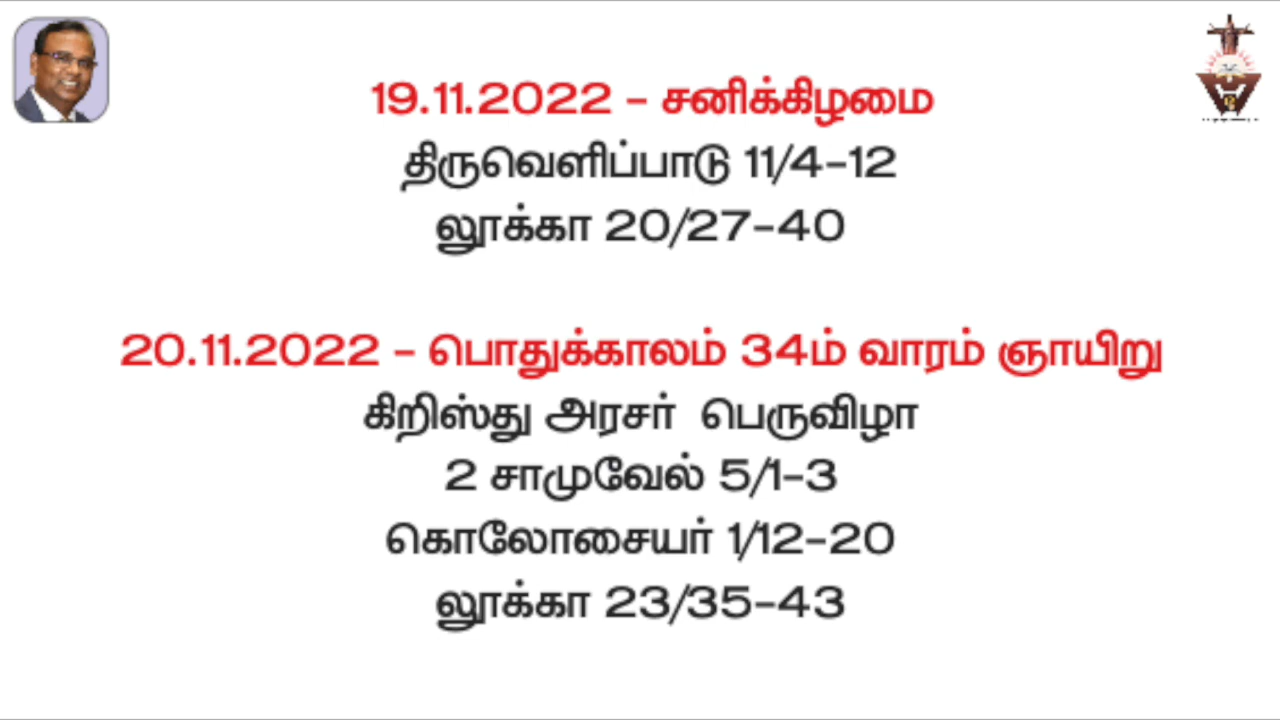 19.11.2022 - சனிக்கிழமை
திருவெளிப்பாடு 11/4-12
லூக்கா 20/27-40
20.11.2022 - பொதுக்காலம் 34ம் வாரம் ஞாயிறு
கிறிஸ்து அரசர் பெருவிழா
2 சாமுவேல் 5/1-3
கொலோசையர் 1/12-20
லூக்கா 23/35-43